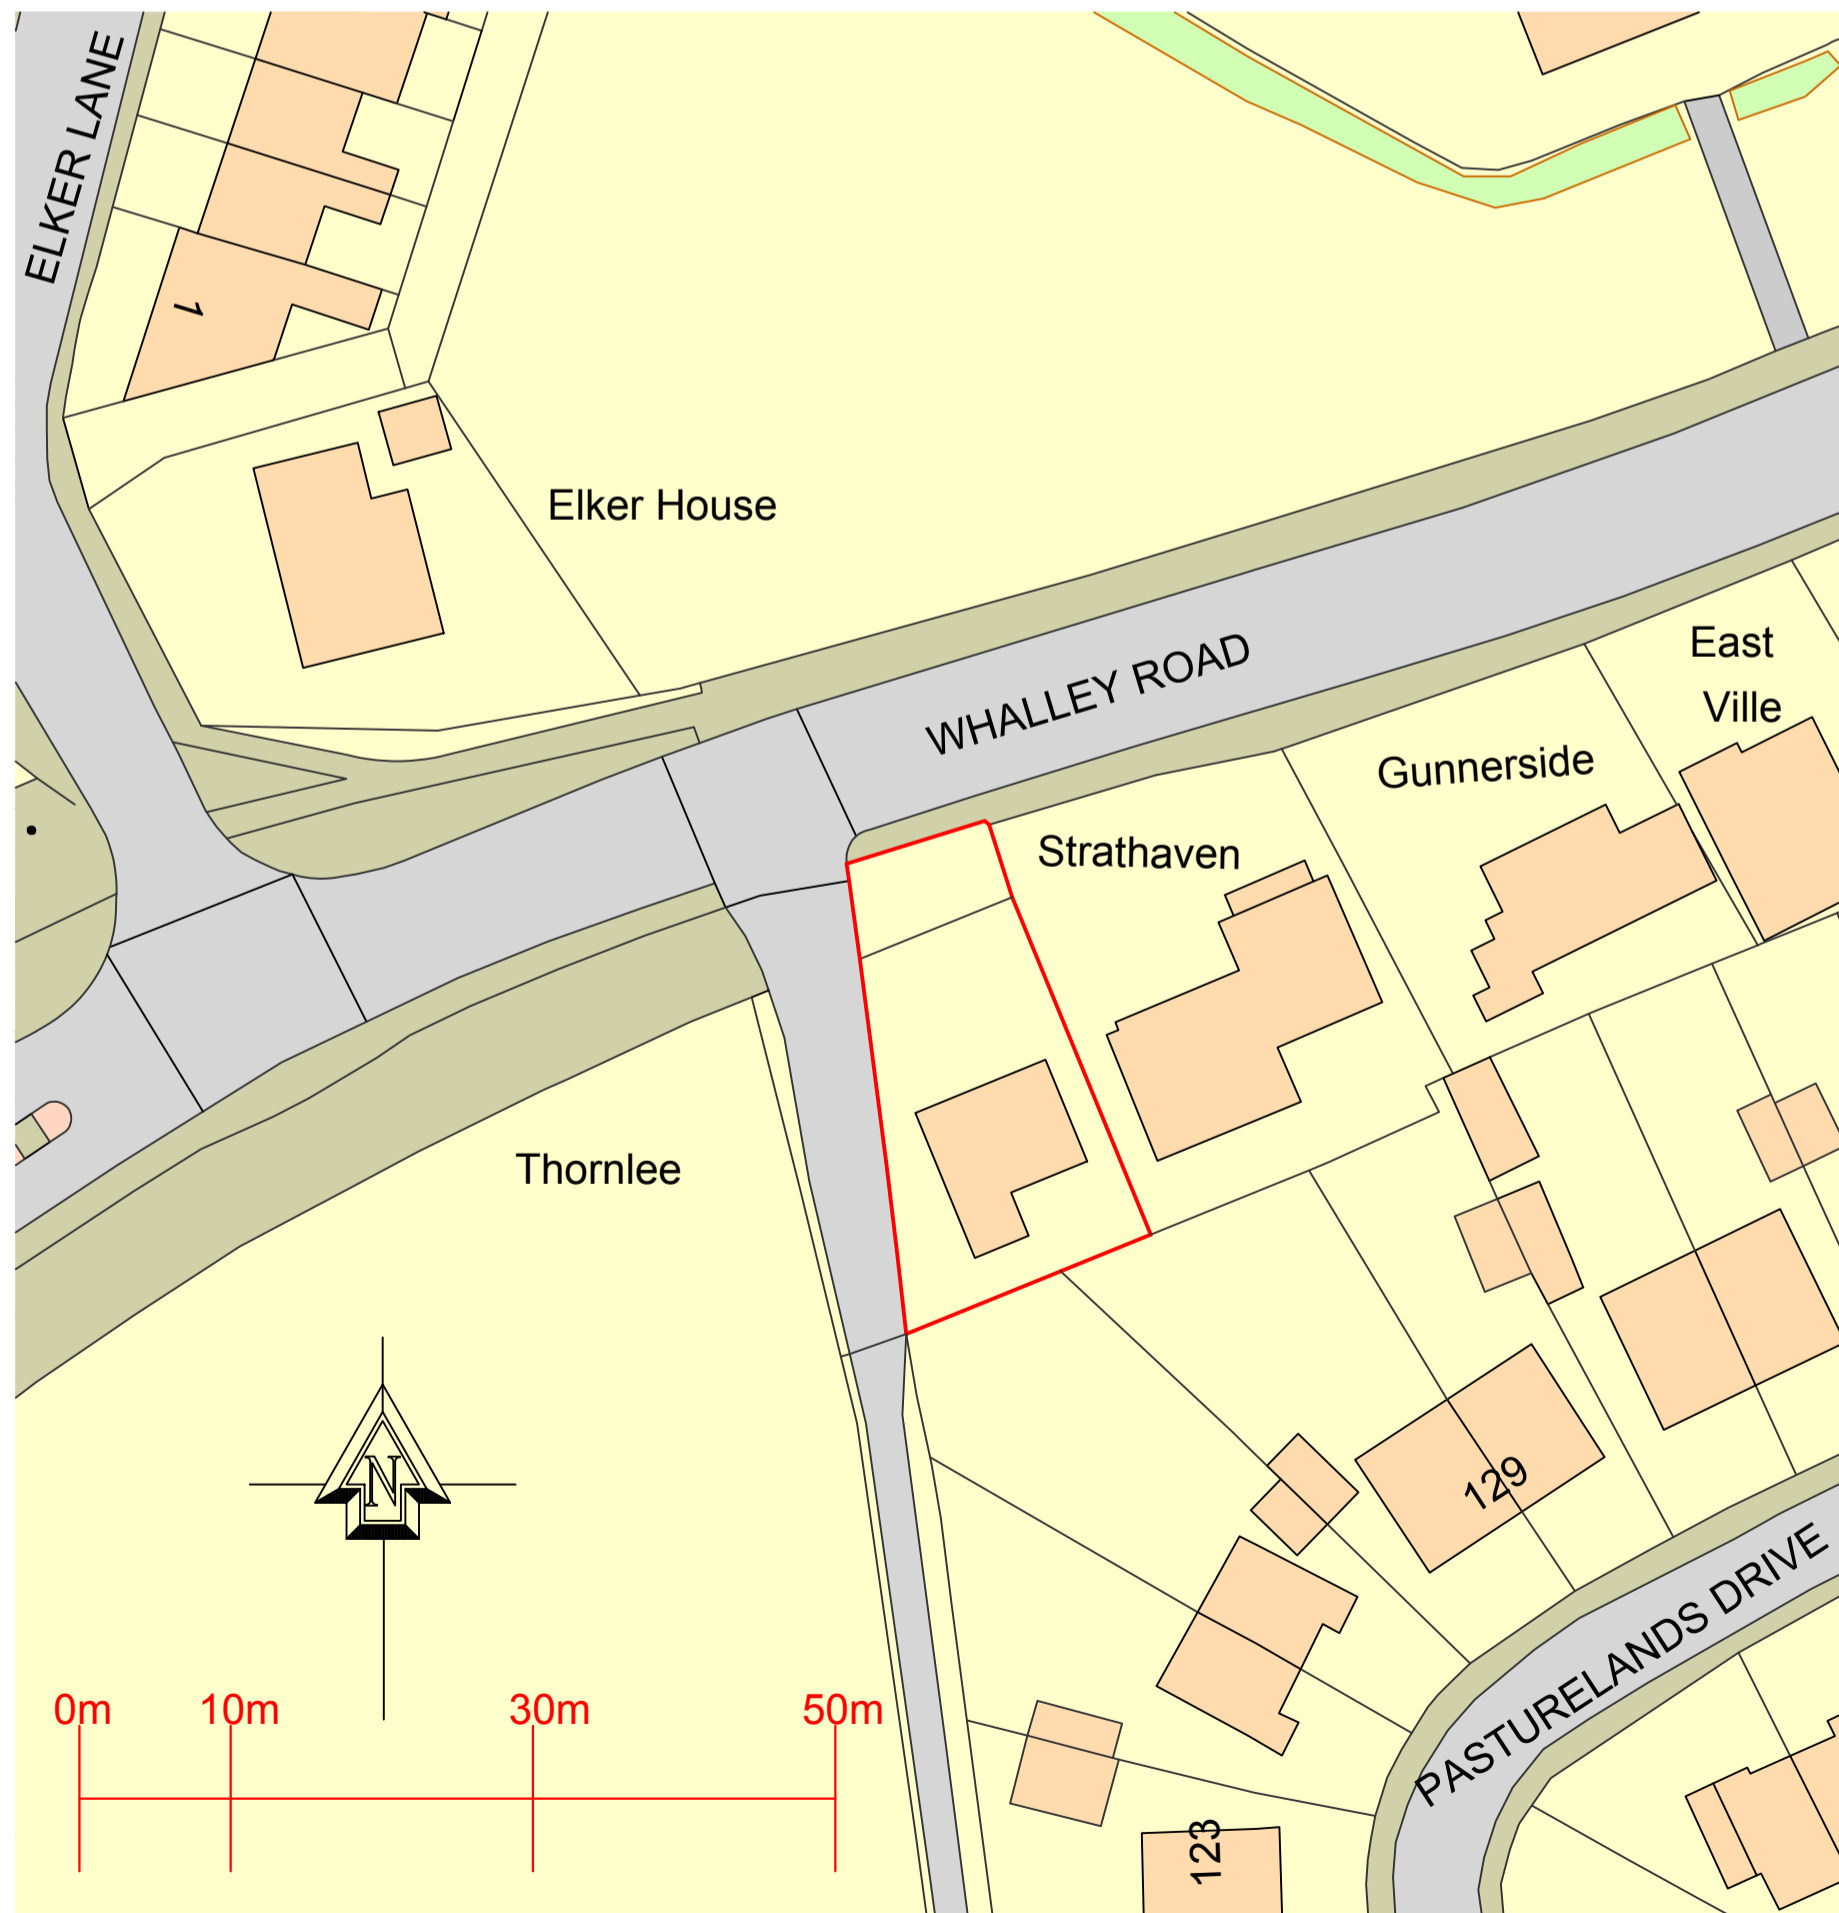 ELKER LANE
1
Elker House
WHALLEY ROAD
East
Ville
Gunnerside
Strathaven
Thornlee
N
129
PASTURELANDS DRIVE
0m 10m 30m 50m
123